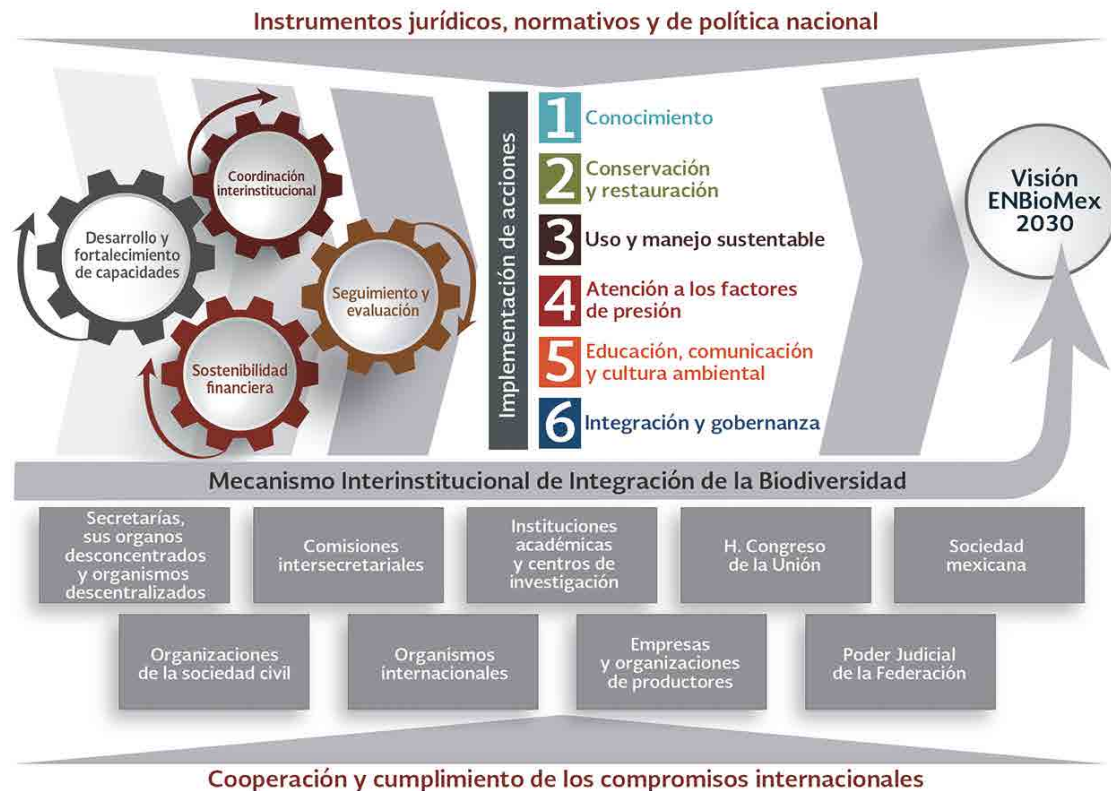 Instrumentos jurídicos, normativos y de política nacional
Coordinación
interinstitucional
Desarrollo y
fortalecimiento
de capacidades
Seguimiento y
evaluación
Sostenibilidad
financiera
Implementación de acciones
1 Conocimiento
2 Conservación
y restauración
3 Uso y manejo sustentable
4 Atención a los factores
de presión
5 Educación, comunicación
y cultura ambiental
6 Integración y gobernanza
Visión
ENBioMex
2030
Mecanismo Interinstitucional de Integración de la Biodiversidad
Secretarías,
sus organos
desconcentrados
y organismos
descentralizados
Comisiones
intersecretariales
Instituciones
académicas
y centros de
investigación
H. Congreso
de la Unión
Sociedad
mexicana
Organizaciones
de la sociedad civil
Organismos
internacionales
Empresas
y organizaciones
de productores
Poder Judicial
de la Federación
Cooperación y cumplimiento de los compromisos internacionales